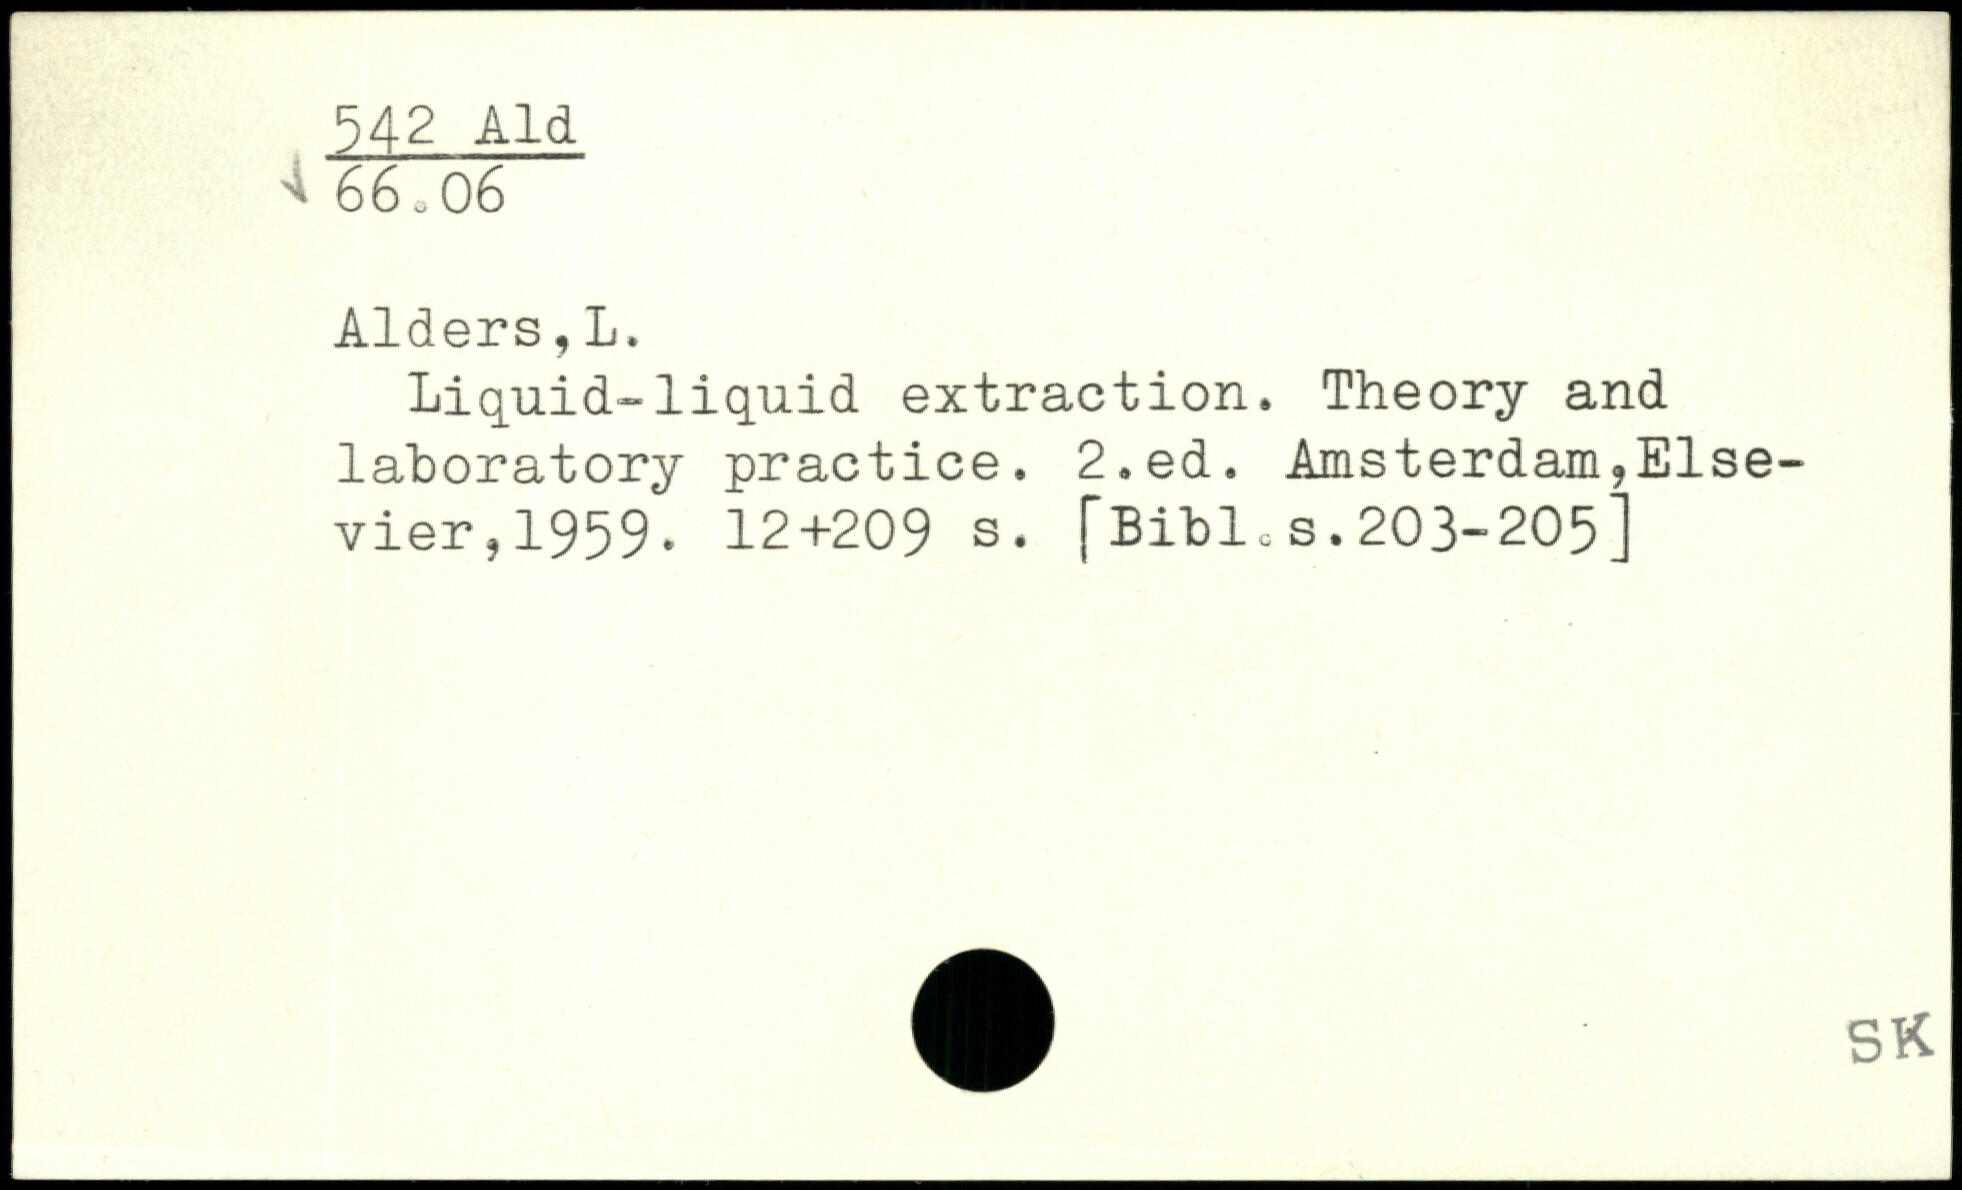 542 Ald
66.06
Alders,L.
Liquid-liquid extraction. Theory and
laboratory practice. 2.ed. Amsterdam,Else-
vier,1959. 12+209 s. [Bibl.s.203-205]
SK